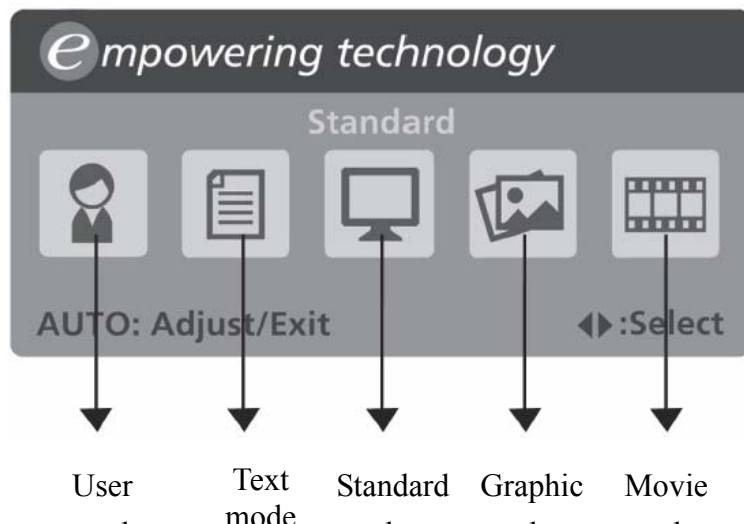 empowering technology
Standard
AUTO: Adjust/Exit
:Select
User Text Standard Graphic Movie
mode